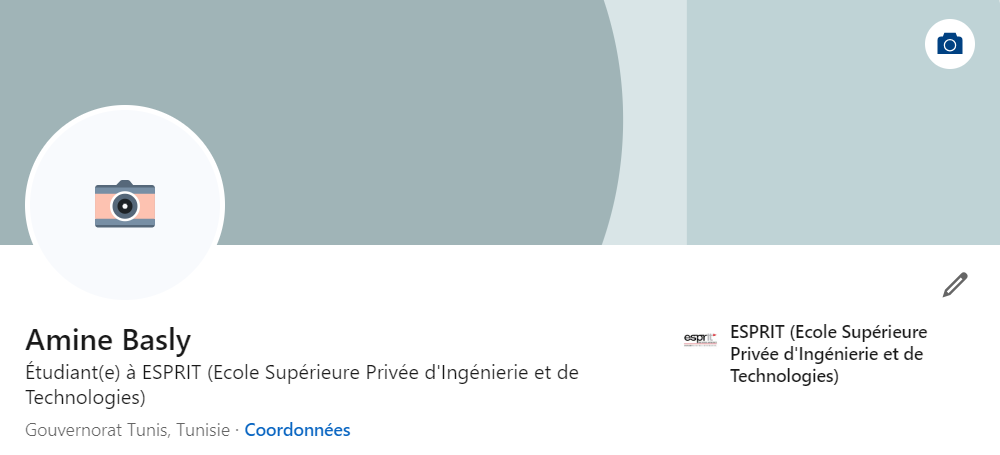 Amine Basly
Étudiant(e) à ESPRIT (Ecole Supérieure Privée d'Ingénierie et de
Technologies)
Gouvernorat Tunis, Tunisie · Coordonnées
esprit
ESPRIT (Ecole Supérieure
Privée d'Ingénierie et de
Technologies)